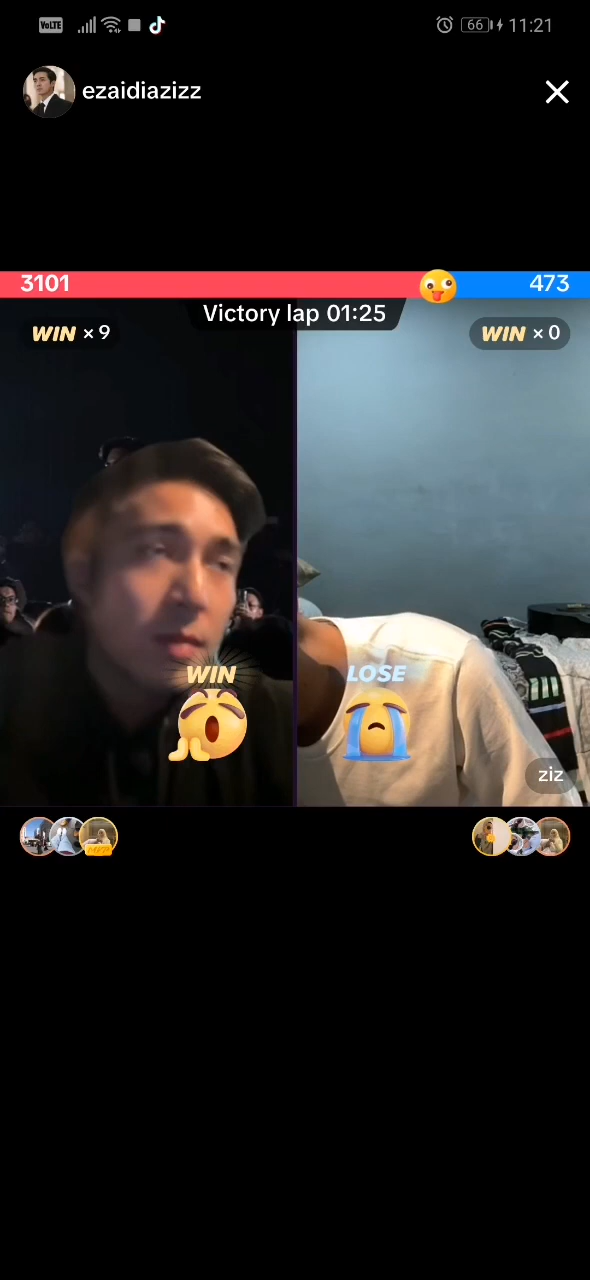 VoLTE 66 11:21
ezaidiazizz
3101 473
Victory lap 01:25
WIN × 9 WIN × 0
WIN LOSE
ziz